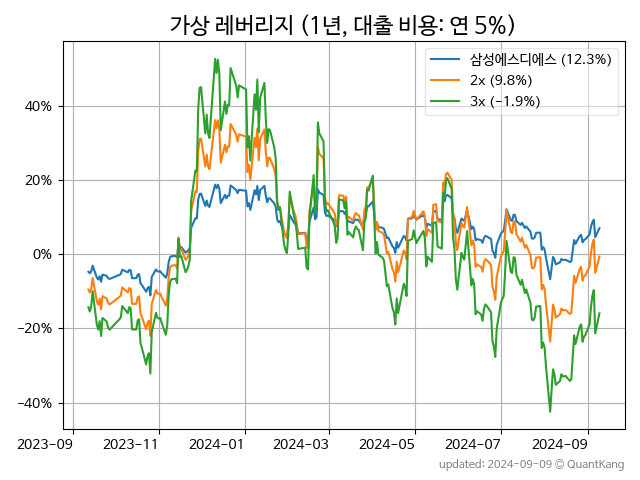 가상 레버리지 (1년, 대출 비용: 연 5%)
삼성에스디에스 (12.3%)
2x (9.8%)
3x (−1.9%)
40%
20%
0%
−20%
−40%
2023-09
2023-11
2024-01
2024-03
2024-05
2024-07
2024-09
updated: 2024-09-09 © QuantKang